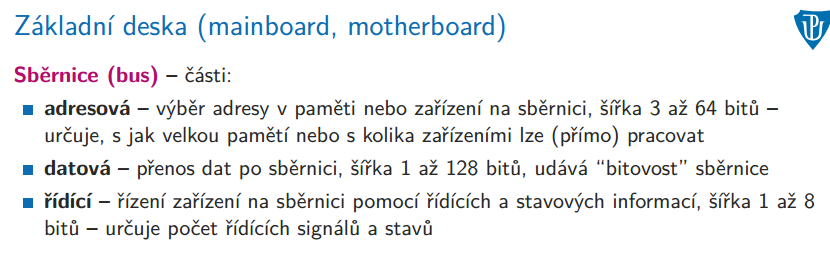 Základní deska (mainboard, motherboard)
Sběrnice (bus) – části:
adresová – výběr adresy v paměti nebo zařízení na sběrnici, šířka 3 až 64 bitů –
určuje, s jak velkou pamětí nebo s kolika zařízeními lze (přímo) pracovat
datová – přenos dat po sběrnici, šířka 1 až 128 bitů, udává “bitovost” sběrnice
řídící – řízení zařízení na sběrnici pomocí řídících a stavových informací, šířka 1 až 8
bitů – určuje počet řídících signálů a stavů